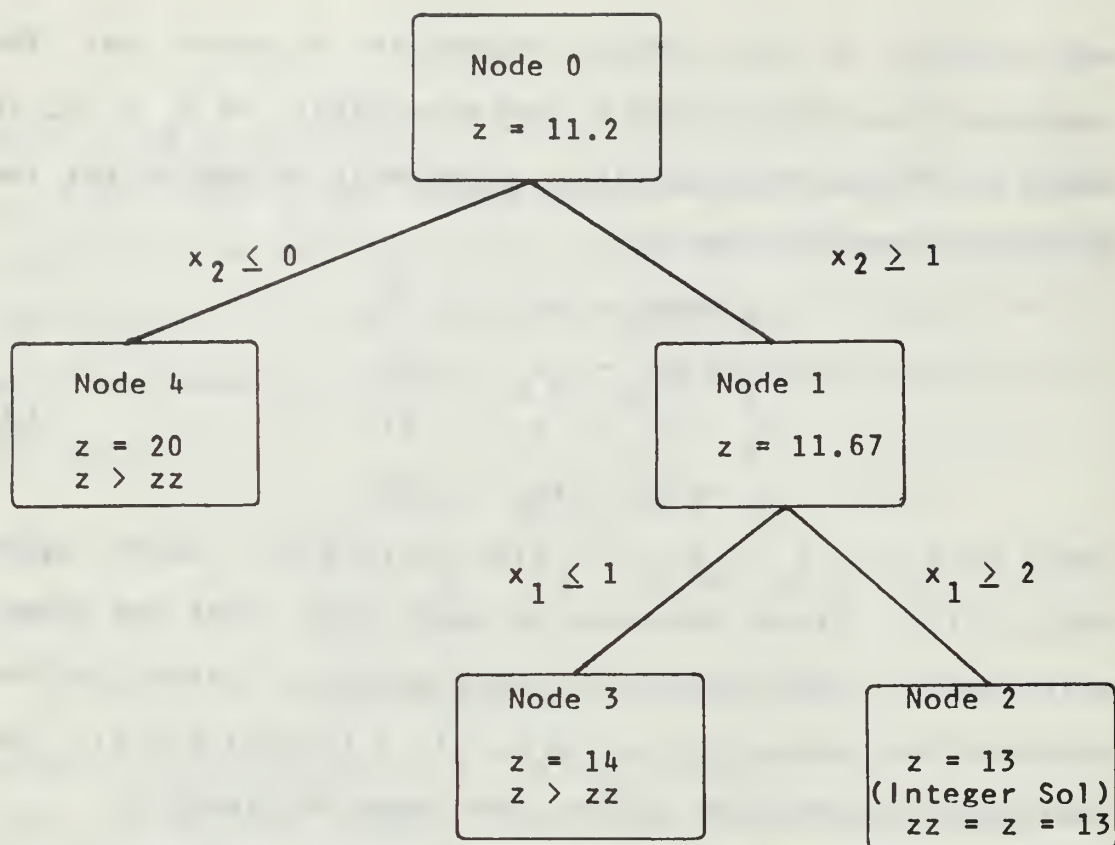 Node 0
z = 11.2
x₂ ≤ 0
x₂ ≥ 1
Node 4
z = 20
z > zz
Node 1
z = 11.67
x₁ ≤ 1
x₁ ≥ 2
Node 3
z = 14
z > zz
Node 2
z = 13
(Integer Sol)
zz = z = 13